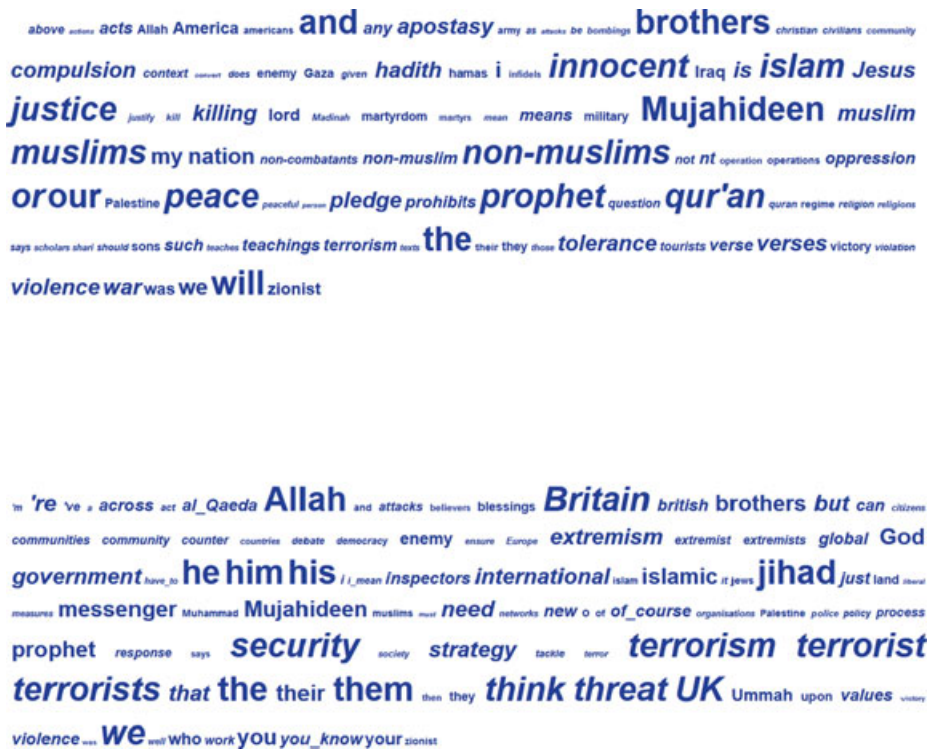 above actions acts Allah America americans and any apostasy army as attacks be bombings brothers christian civilians community
compulsion context convert does enemy Gaza given hadith hamas i infidels innocent Iraq is islam Jesus
justice justify kill killing lord Madinah martyrdom martyrs mean means military Mujahideen muslim
muslims my nation non-combatants non-muslim non-muslims not nt operation operations oppression
or our Palestine peace peaceful person pledge prohibits prophet question qur'an quran regime religion religions
says scholars shari should sons such teaches teachings terrorism texts the their they those tolerance tourists verse verses victory violation
violence war was we will zionist
'm 're 've a across act al_Qaeda Allah and attacks believers blessings Britain british brothers but can citizens
communities community counter countries debate democracy enemy ensure Europe extremism extremist extremists global God
government have_to he him his i i_mean inspectors international islam islamic it jews jihad just land liberal
measures messenger Muhammad Mujahideen muslims must need networks new o of of_course organisations Palestine police policy process
prophet response says security society strategy tackle terror terrorism terrorist
terrorists that the their them then they think threat UK Ummah upon values victory
violence was we well who work you you_know your zionist